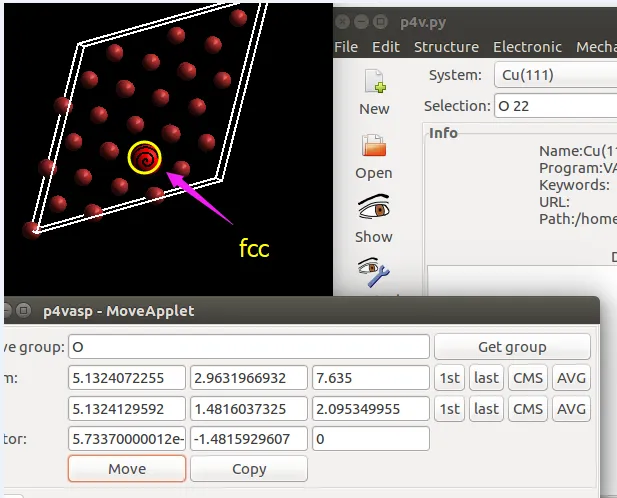 p4v.py
File Edit Structure Electronic Mecha
System: Cu(111)
New
Selection: O 22
Info
Name:Cu(11
Program:VA
Open
Keywords:
URL:
Path:/home
Show
fcc
p4vasp - MoveApplet
ve group: O Get group
m: 5.1324072255 2.9631966932 7.635 1st last CMS AVG
5.1324129592 1.4816037325 2.095349955 1st last CMS AVG
tor: 5.73370000012e- -1.4815929607 0
Move Copy